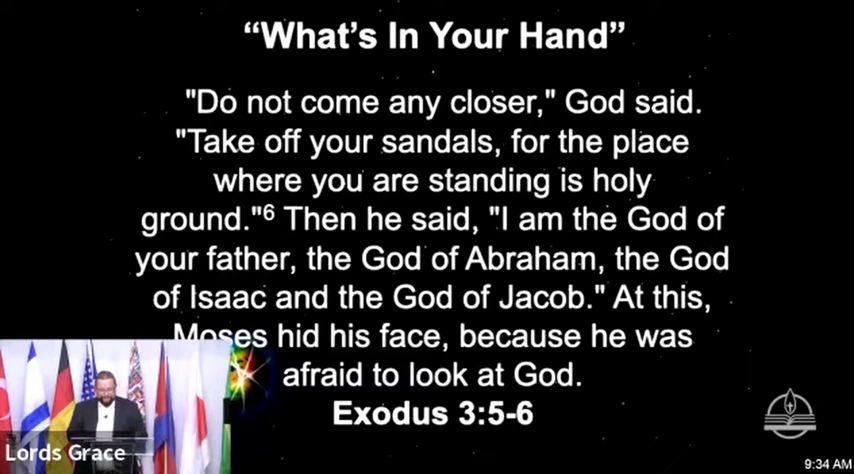 “What’s In Your Hand”
"Do not come any closer," God said.
"Take off your sandals, for the place
where you are standing is holy
ground."⁶ Then he said, "I am the God of
your father, the God of Abraham, the God
of Isaac and the God of Jacob." At this,
Moses hid his face, because he was
afraid to look at God.
Exodus 3:5-6
Lords Grace
9:34 AM